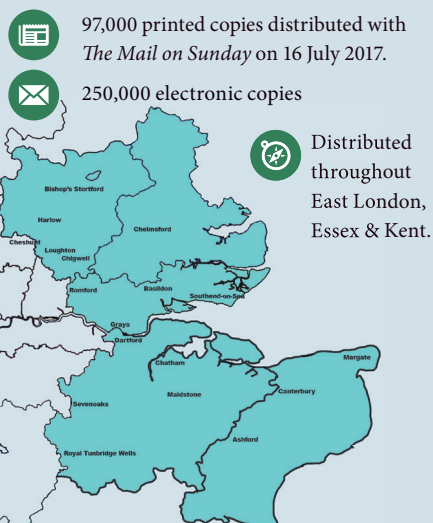 97,000 printed copies distributed with
The Mail on Sunday on 16 July 2017.
250,000 electronic copies
Distributed
throughout
East London,
Essex & Kent.
Bishop's Stortford
Harlow
Chelmsford
Cheshunt
Loughton
Chigwell
Romford
Basildon
Southend-on-Sea
Grays
Dartford
Chatham
Margate
Maidstone
Canterbury
Sevenoaks
Ashford
Royal Tunbridge Wells